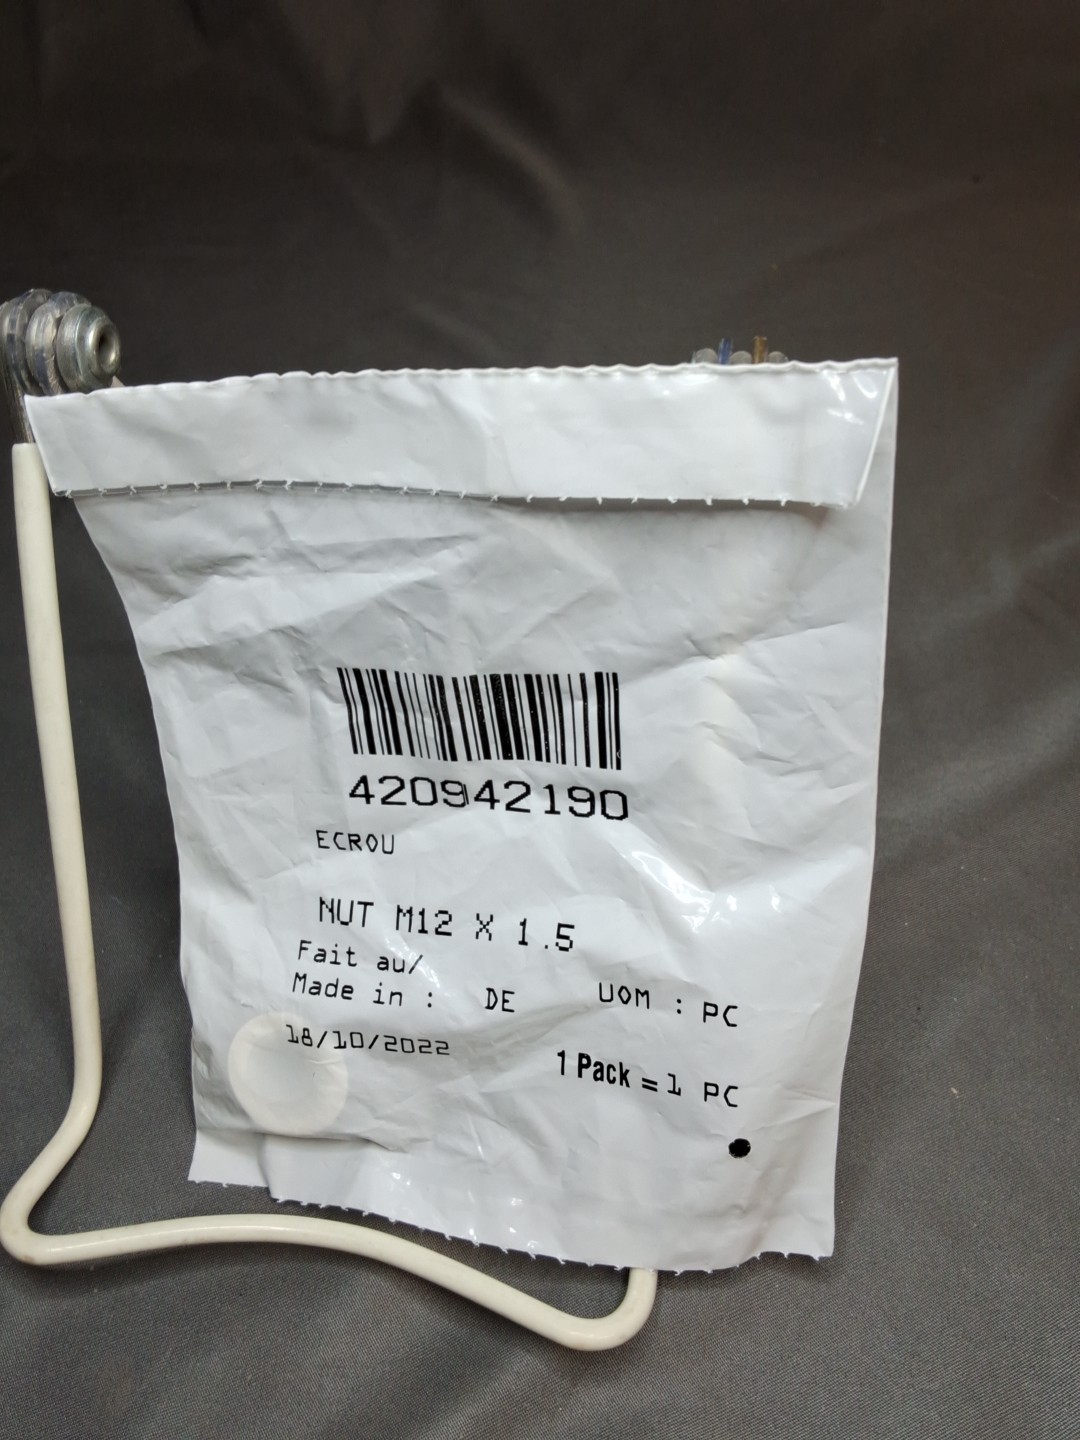 420942190
ECROU
NUT M12 X 1.5
Fait au/
Made in : DE UOM : PC
18/10/2022
1 Pack = 1 PC